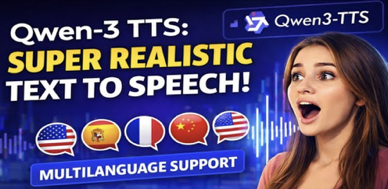 Qwen-3 TTS:
Qwen3-TTS
SUPER REALISTIC
TEXT TO SPEECH!
MULTILANGUAGE SUPPORT